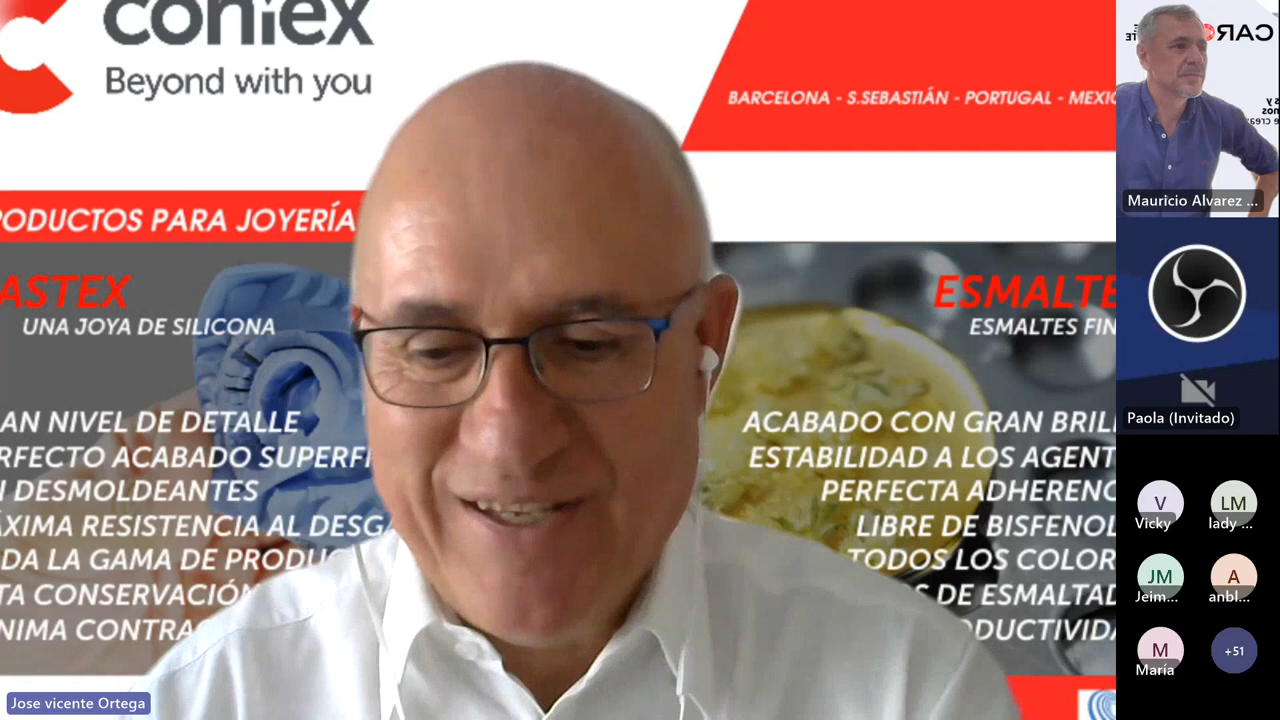 coniex
Beyond with you
BARCELONA - S.SEBASTIÁN - PORTUGAL - MEXIC
PRODUCTOS PARA JOYERÍA
ASTEX
UNA JOYA DE SILICONA
AN NIVEL DE DETALLE
RFECTO ACABADO SUPERFI
DESMOLDEANTES
ÁXIMA RESISTENCIA AL DESGA
DA LA GAMA DE PRODUC
TA CONSERVACIÓN
NIMA CONTRAC
ESMALTE
ESMALTES FIN
ACABADO CON GRAN BRIL
ESTABILIDAD A LOS AGENT
PERFECTA ADHERENC
LIBRE DE BISFENOL
TODOS LOS COLOR
S DE ESMALTAD
ODUCTIVIDA
Jose vicente Ortega
CAR
Mauricio Alvarez ...
Paola (Invitado)
V
Vicky
LM
lady ...
JM
Jeim...
A
anbl...
M
María
+51